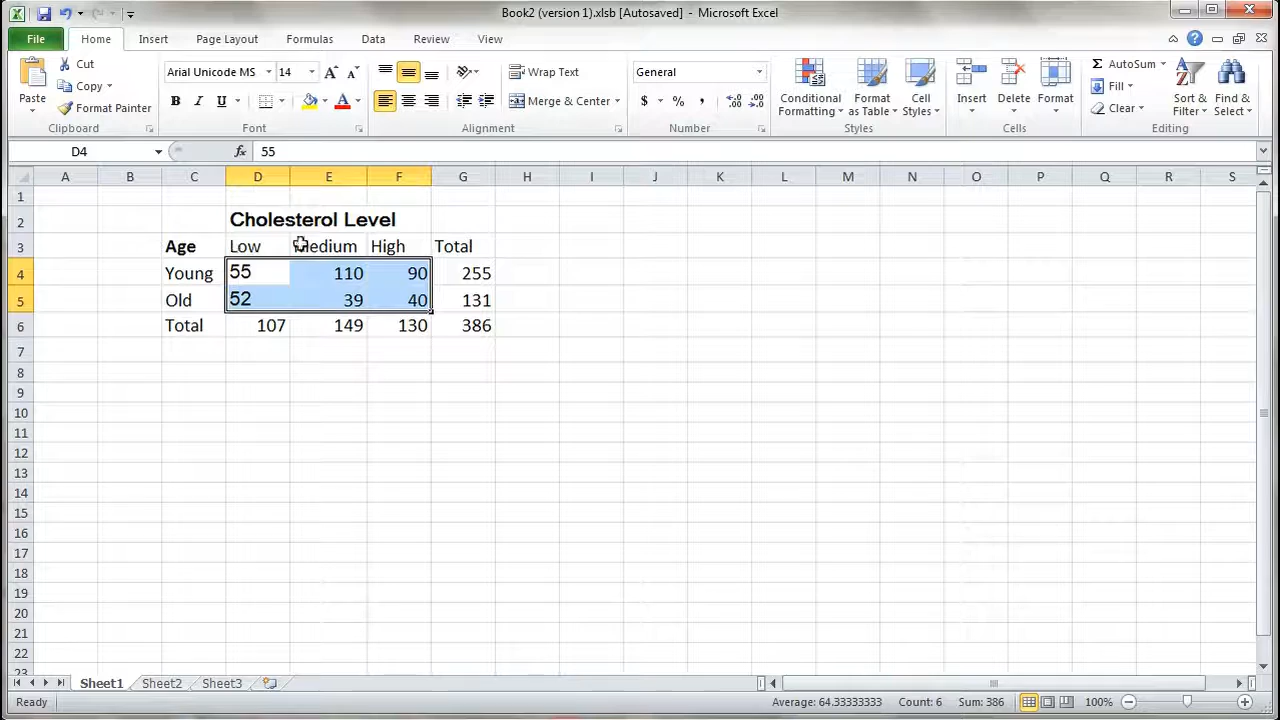 Book2 (version 1).xlsb [Autosaved] - Microsoft Excel
File Home Insert Page Layout Formulas Data Review View
Paste Cut Copy Format Painter Clipboard
Arial Unicode MS 14 B I U A A A Font
Wrap Text Merge & Center Alignment
General $ % , Number
Conditional Formatting Format as Table Cell Styles Styles
Insert Delete Format Cells
Σ AutoSum Fill Clear Sort & Filter Find & Select Editing
D4 fx 55
A B C D E F G H I J K L M N O P Q R S
1
2 Cholesterol Level
3 Age Low Medium High Total
4 Young 55 110 90 255
5 Old 52 39 40 131
6 Total 107 149 130 386
7
8
9
10
11
12
13
14
15
16
17
18
19
20
21
22
23
Sheet1 Sheet2 Sheet3
Ready Average: 64.33333333 Count: 6 Sum: 386 100%